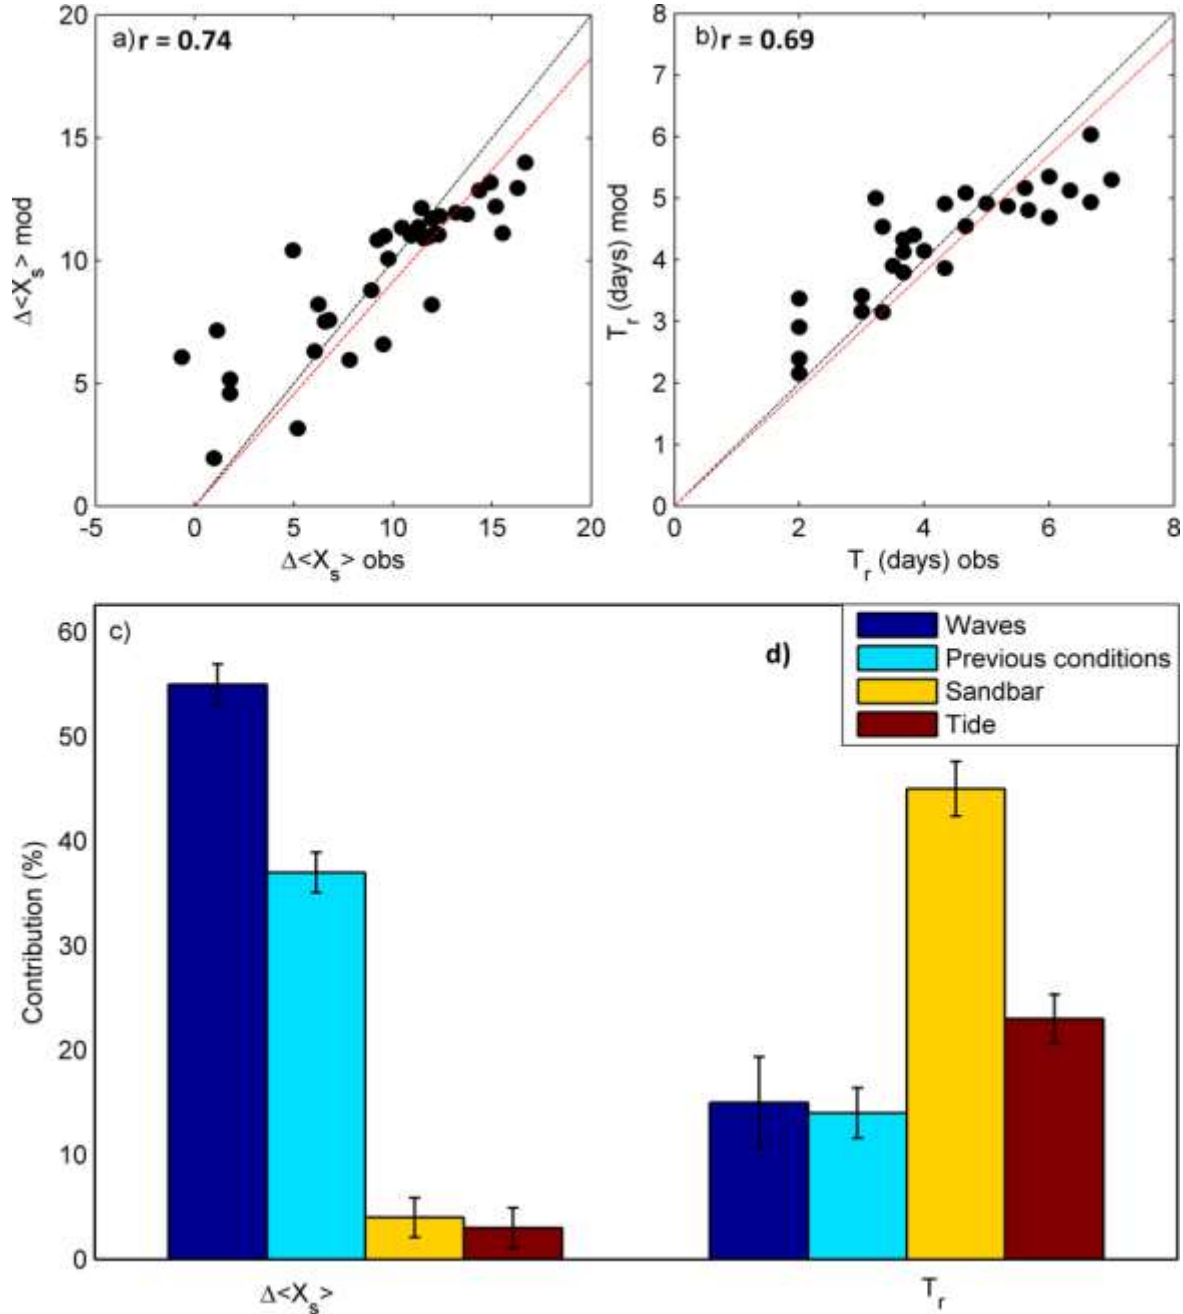 a) r = 0.74
20
15
10
5
0
-5
0
5
10
15
20
Δ<X_s> mod
Δ<X_s> obs
b) r = 0.69
8
7
6
5
4
3
2
1
0
0
2
4
6
8
T_r (days) mod
T_r (days) obs
c)
d)
Waves
Previous conditions
Sandbar
Tide
60
50
40
30
20
10
0
Contribution (%)
Δ<X_s>
T_r